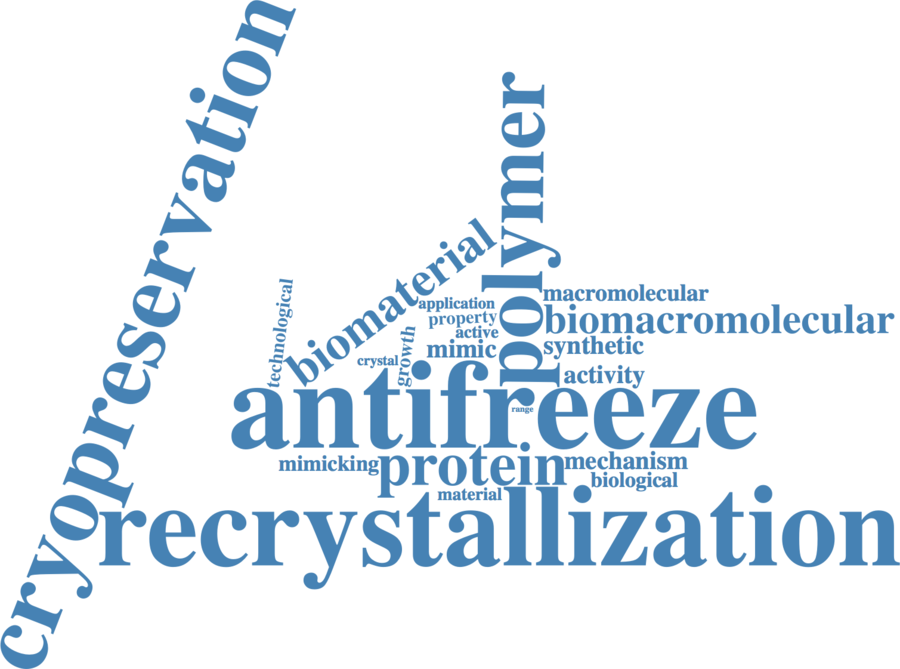 cryopreservation
polymer
biomaterial
technological
application
macromolecular
property
biomacromolecular
active
growth
mimic
synthetic
crystal
activity
antifreeze
range
mimicking
protein
mechanism
biological
material
recrystallization